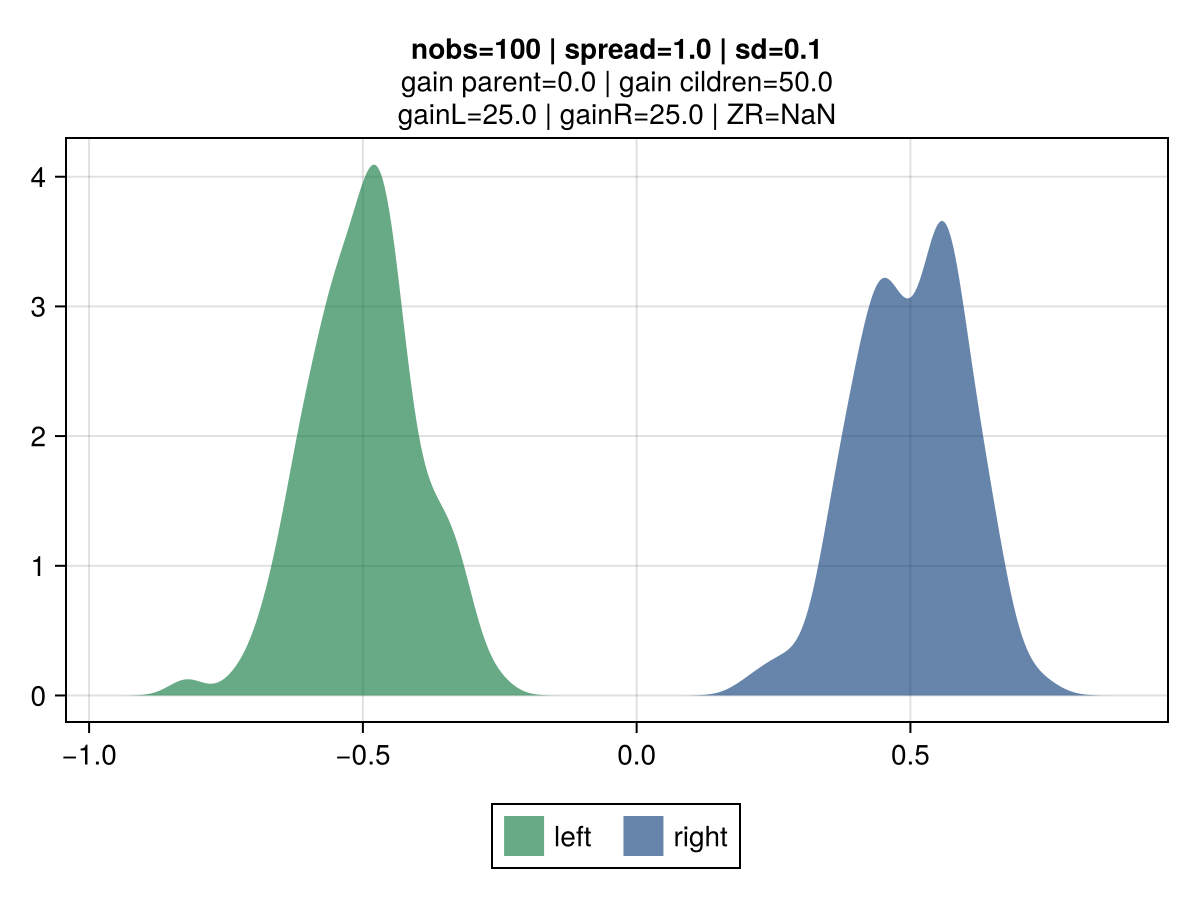 nobs=100 | spread=1.0 | sd=0.1
gain parent=0.0 | gain cildren=50.0
gainL=25.0 | gainR=25.0 | ZR=NaN
4
3
2
1
0
−1.0 −0.5 0.0 0.5
left right